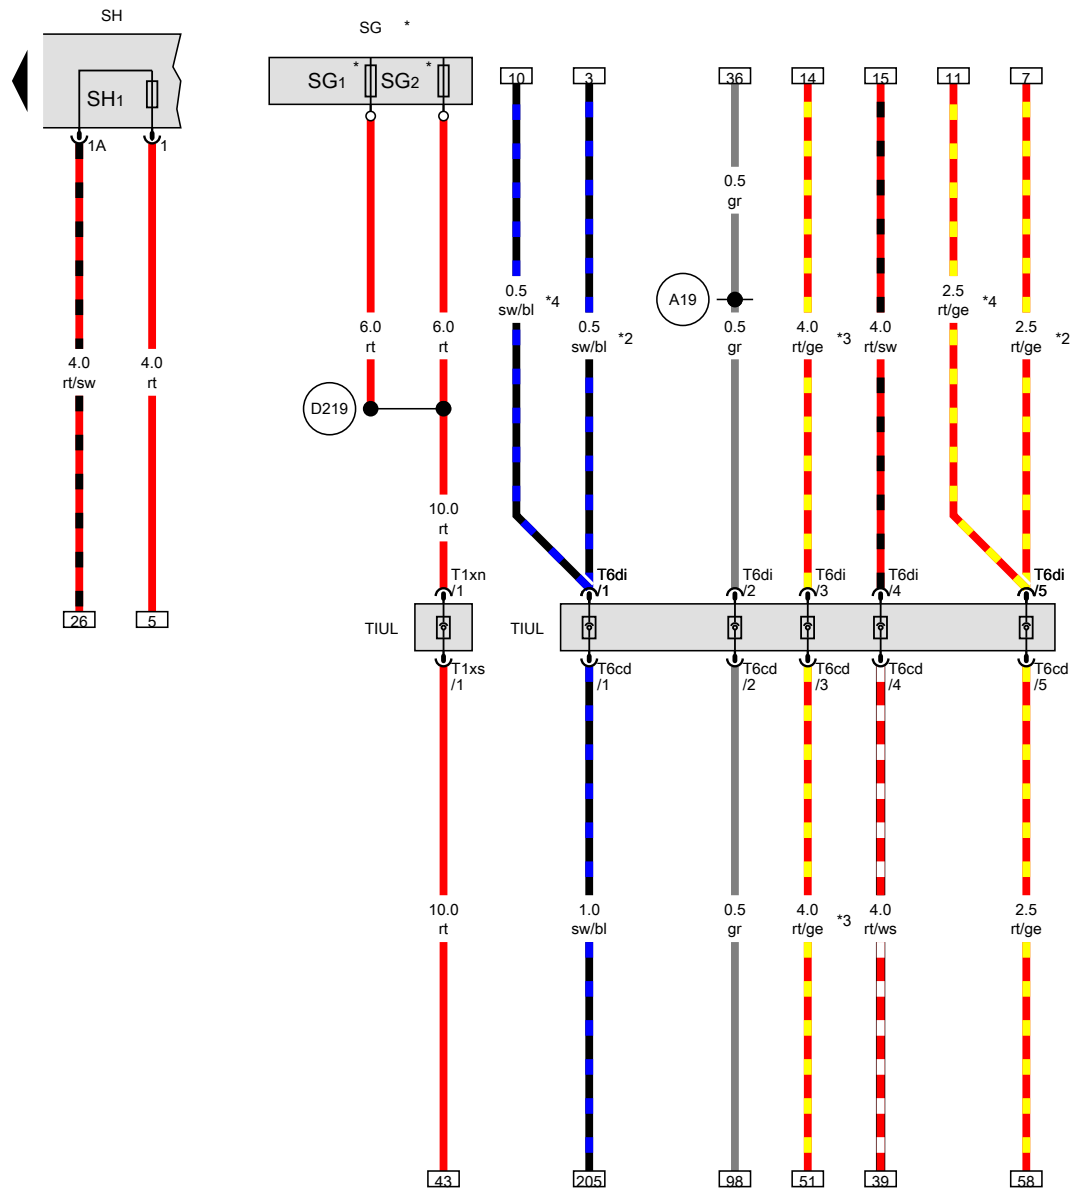 SH
SG *
SG1 * SG2 *
SH1
1A
1
10
3
36
14
15
11
7
0.5
gr
A19
0.5
sw/bl
*4
2.5
rt/ge
*4
6.0
rt
6.0
rt
0.5
sw/bl
*2
0.5
gr
4.0
rt/ge
*3
4.0
rt/sw
2.5
rt/ge
*2
4.0
rt/sw
4.0
rt
D219
10.0
rt
T1xn
/1
T6di
/1
T6di
/2
T6di
/3
T6di
/4
T6di
/5
26
5
TIUL
TIUL
T1xs
/1
T6cd
/1
T6cd
/2
T6cd
/3
T6cd
/4
T6cd
/5
10.0
rt
1.0
sw/bl
0.5
gr
4.0
rt/ge
*3
4.0
rt/ws
2.5
rt/ge
43
205
98
51
39
58